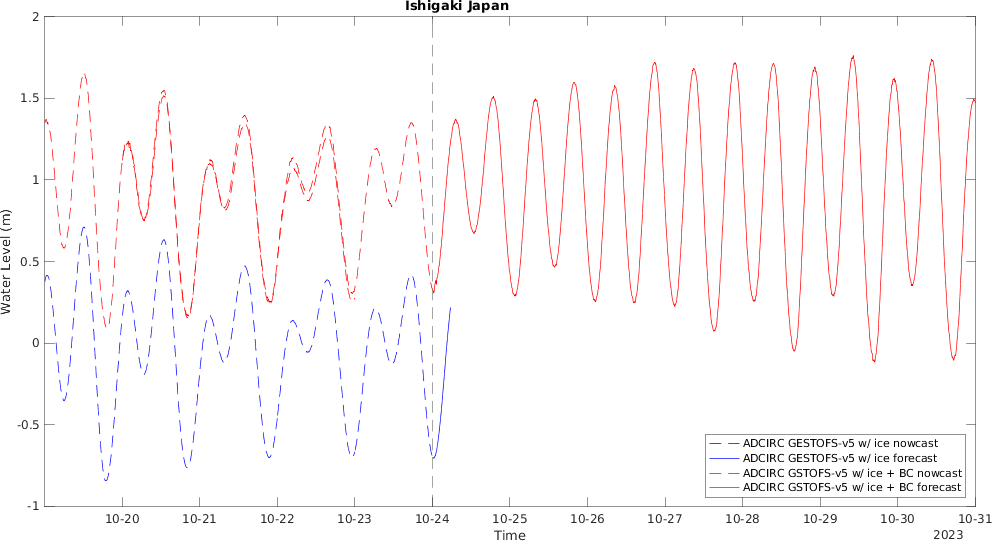 Ishigaki Japan
2
1.5
1
0.5
0
-0.5
-1
Water Level (m)
10-20 10-21 10-22 10-23 10-24 10-25 10-26 10-27 10-28 10-29 10-30 10-31
Time
2023
ADCIRC GESTOFS-v5 w/ ice nowcast
ADCIRC GESTOFS-v5 w/ ice forecast
ADCIRC GSTOFS-v5 w/ ice + BC nowcast
ADCIRC GSTOFS-v5 w/ ice + BC forecast